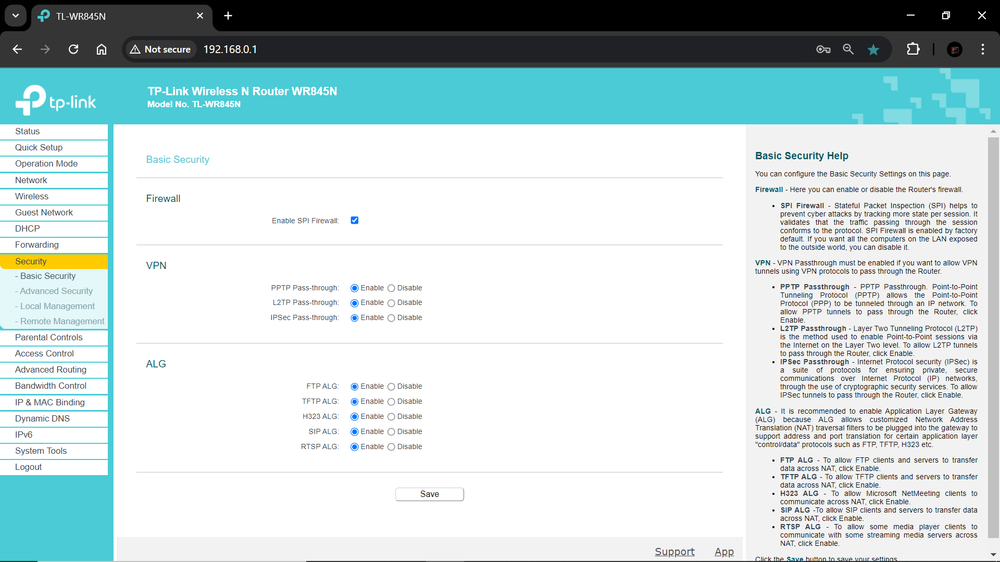 TL-WR845N
Not secure
192.168.0.1
tp-link
TP-Link Wireless N Router WR845N
Model No. TL-WR845N
Status
Quick Setup
Operation Mode
Network
Wireless
Guest Network
DHCP
Forwarding
Security
- Basic Security
- Advanced Security
- Local Management
- Remote Management
Parental Controls
Access Control
Advanced Routing
Bandwidth Control
IP & MAC Binding
Dynamic DNS
IPv6
System Tools
Logout
Basic Security
Firewall
Enable SPI Firewall:
VPN
PPTP Pass-through: Enable Disable
L2TP Pass-through: Enable Disable
IPSec Pass-through: Enable Disable
ALG
FTP ALG: Enable Disable
TFTP ALG: Enable Disable
H323 ALG: Enable Disable
SIP ALG: Enable Disable
RTSP ALG: Enable Disable
Save
Support App
Basic Security Help
You can configure the Basic Security Settings on this page.
Firewall - Here you can enable or disable the Router's firewall.
• SPI Firewall - Stateful Packet Inspection (SPI) helps to
prevent cyber attacks by tracking more state per session. It
validates that the traffic passing through the session
conforms to the protocol. SPI Firewall is enabled by factory
default. If you want all the computers on the LAN exposed
to the outside world, you can disable it.
VPN - VPN Passthrough must be enabled if you want to allow VPN
tunnels using VPN protocols to pass through the Router.
• PPTP Passthrough - PPTP Passthrough. Point-to-Point
Tunneling Protocol (PPTP) allows the Point-to-Point
Protocol (PPP) to be tunneled through an IP network. To
allow PPTP tunnels to pass through the Router, click
Enable.
• L2TP Passthrough - Layer Two Tunneling Protocol (L2TP)
is the method used to enable Point-to-Point sessions via
the Internet on the Layer Two level. To allow L2TP tunnels
to pass through the Router, click Enable.
• IPSec Passthrough - Internet Protocol security (IPSec) is
a suite of protocols for ensuring private, secure
communications over Internet Protocol (IP) networks,
through the use of cryptographic security services. To allow
IPSec tunnels to pass through the Router, click Enable.
ALG - It is recommended to enable Application Layer Gateway
(ALG) because ALG allows customized Network Address
Translation (NAT) traversal filters to be plugged into the gateway to
support address and port translation for certain application layer
"control/data" protocols such as FTP, TFTP, H323 etc.
• FTP ALG - To allow FTP clients and servers to transfer
data across NAT, click Enable.
• TFTP ALG - To allow TFTP clients and servers to transfer
data across NAT, click Enable.
• H323 ALG - To allow Microsoft NetMeeting clients to
communicate across NAT, click Enable.
• SIP ALG -To allow SIP clients and servers to transfer data
across NAT, click Enable.
• RTSP ALG - To allow some media player clients to
communicate with some streaming media servers across
NAT, click Enable.
Click the Save button to save your settings.